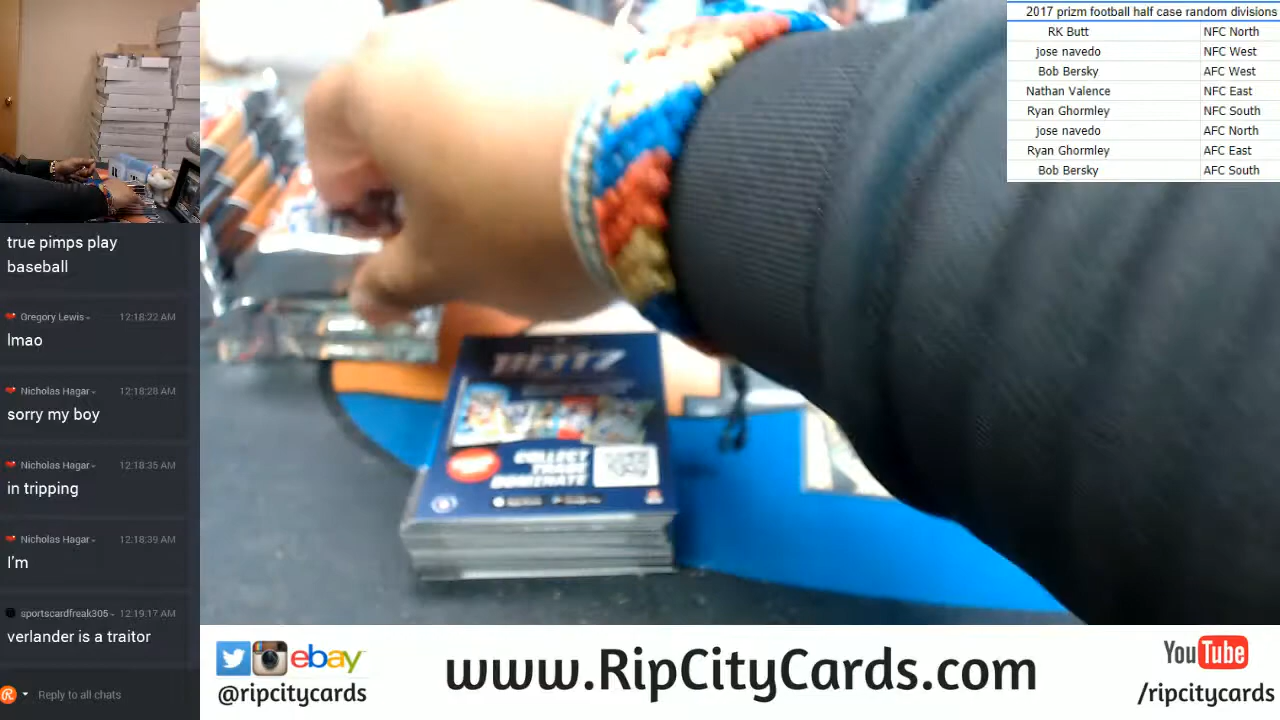 2017 prizm football half case random divisions
RK Butt NFC North
jose navedo NFC West
Bob Bersky AFC West
Nathan Valence NFC East
Ryan Ghormley NFC South
jose navedo AFC North
Ryan Ghormley AFC East
Bob Bersky AFC South
true pimps play
baseball
Gregory Lewis 12:18:22 AM
lmao
Nicholas Hagar 12:18:28 AM
sorry my boy
Nicholas Hagar 12:18:35 AM
in tripping
Nicholas Hagar 12:18:39 AM
I'm
sportscardfreak305 12:19:17 AM
verlander is a traitor
Reply to all chats
BLITZ
COLLECT
TRADE
DOMINATE
ebay
@ripcitycards
www.RipCityCards.com
YouTube
/ripcitycards